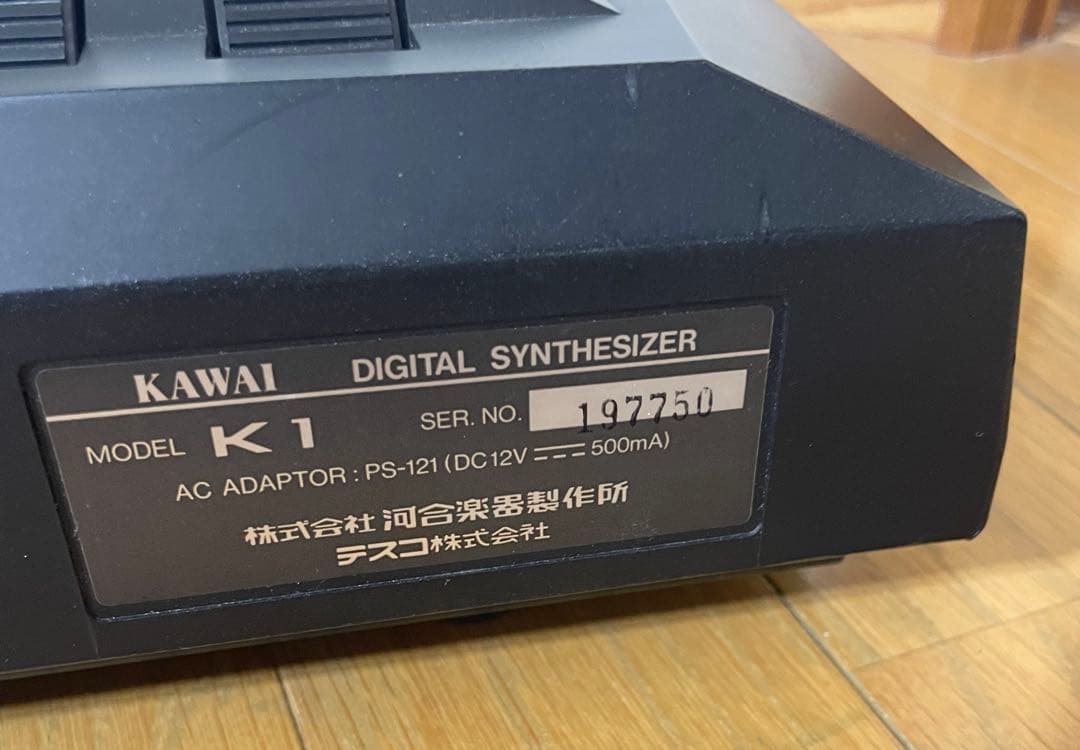 KAWAI DIGITAL SYNTHESIZER
MODEL K1 SER. NO. 197750
AC ADAPTOR : PS-121 (DC12V ⎓ 500mA)
株式会社 河合楽器製作所
テスコ株式会社